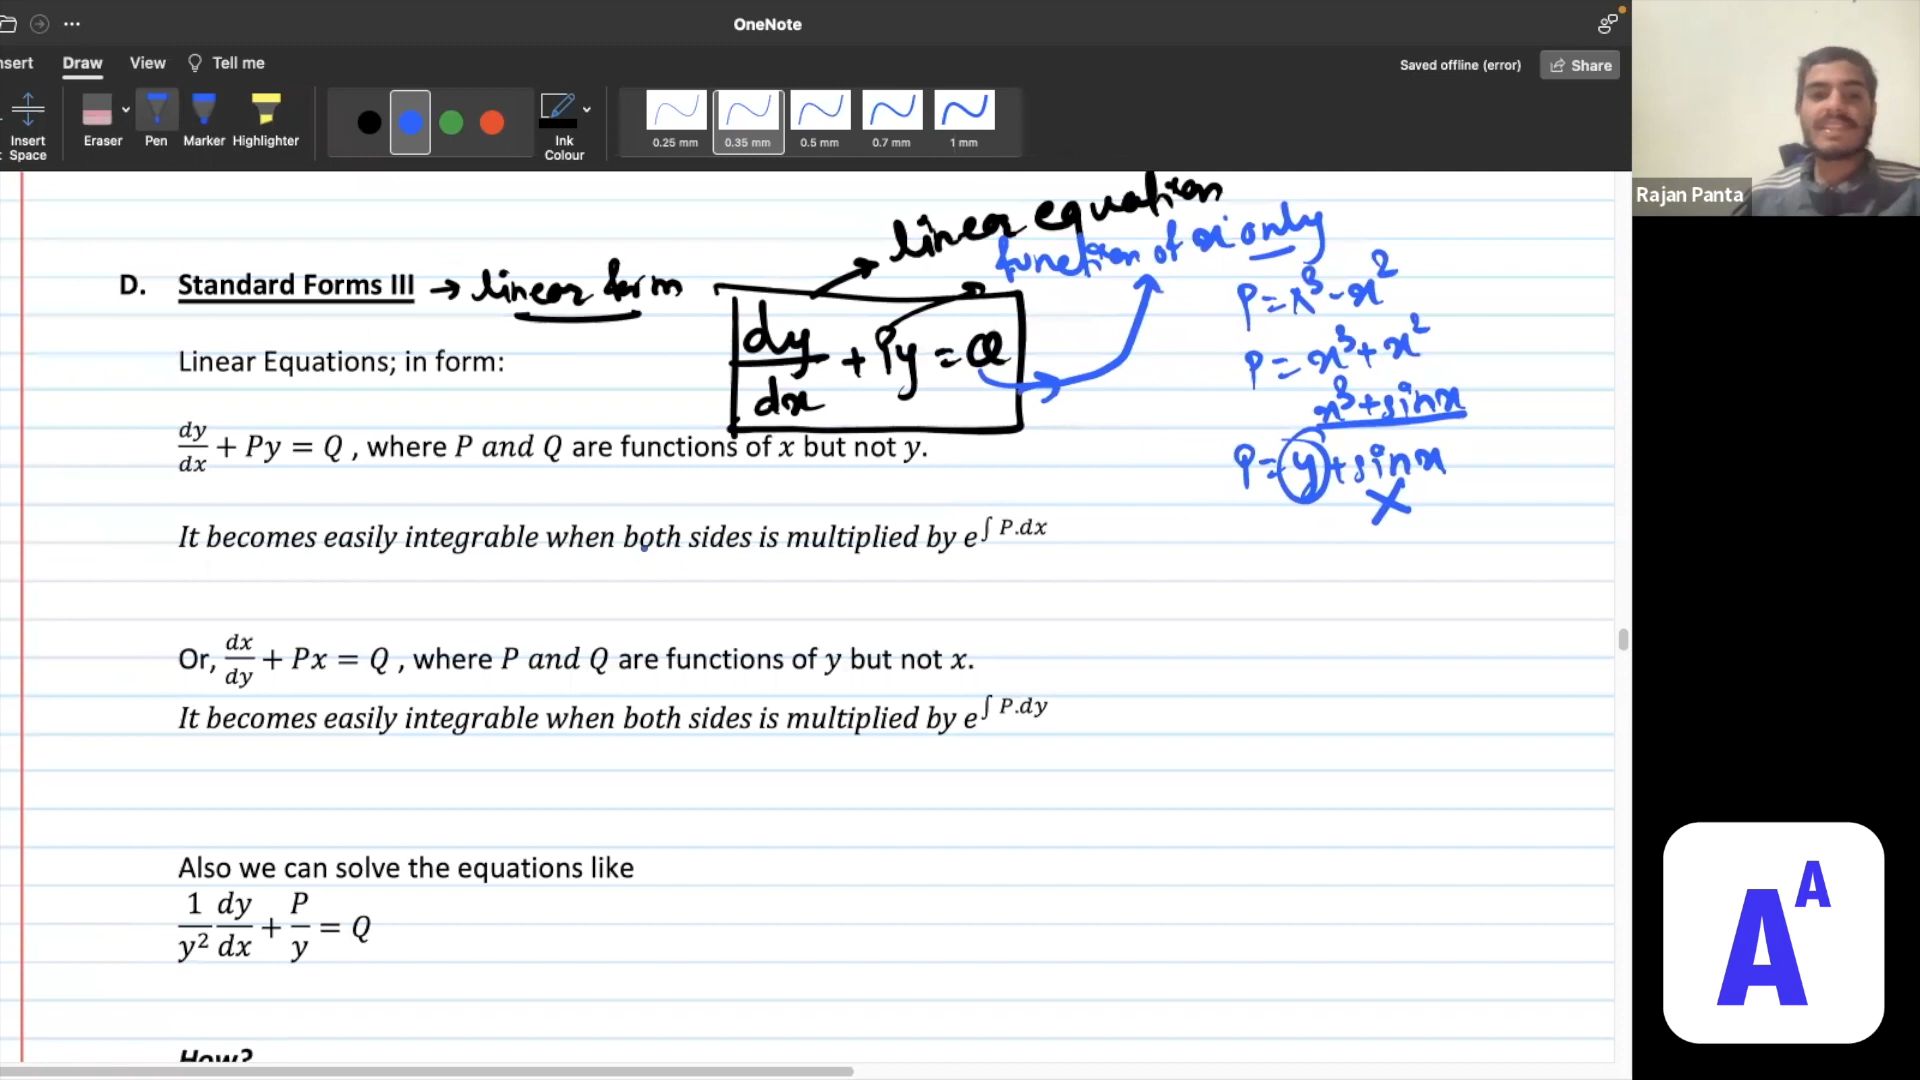 OneNote
nsert Draw View Tell me
Saved offline (error) Share
Insert Space Eraser Pen Marker Highlighter Ink Colour 0.25 mm 0.35 mm 0.5 mm 0.7 mm 1 mm
Rajan Panta
linear equation
function of x only
D. Standard Forms III → linear form
P = x³ - x²
dy/dx + Py = Q
P = x³ + x²
Linear Equations; in form:
x³ + sinx
dy/dx + Py = Q , where P and Q are functions of x but not y.
P = y + sinx
It becomes easily integrable when both sides is multiplied by e^∫ P.dx
Or, dx/dy + Px = Q , where P and Q are functions of y but not x.
It becomes easily integrable when both sides is multiplied by e^∫ P.dy
Also we can solve the equations like
1/y² dy/dx + P/y = Q
How?
A^A